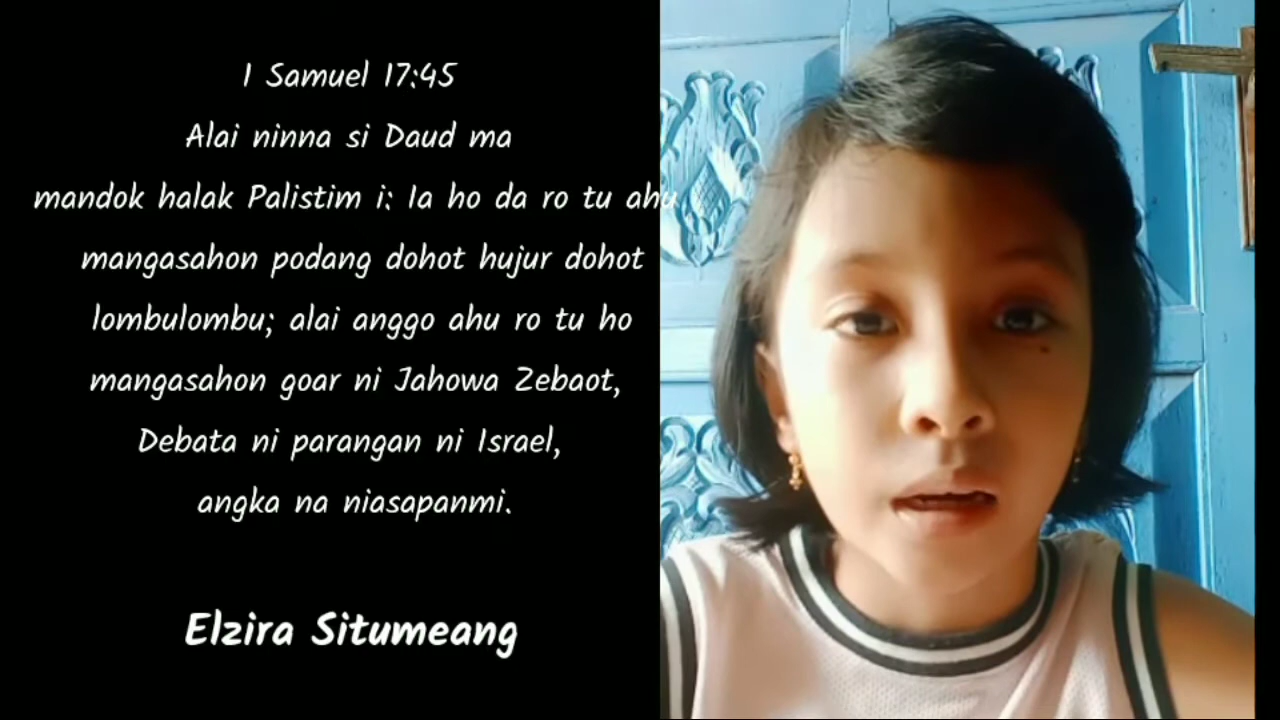 1 Samuel 17:45
Alai ninna si Daud ma
mandok halak Palistim i: Ia ho da ro tu ahu
mangasahon podang dohot hujur dohot
lombulombu; alai anggo ahu ro tu ho
mangasahon goar ni Jahowa Zebaot,
Debata ni parangan ni Israel,
angka na niasapanmi.
Elzira Situmeang